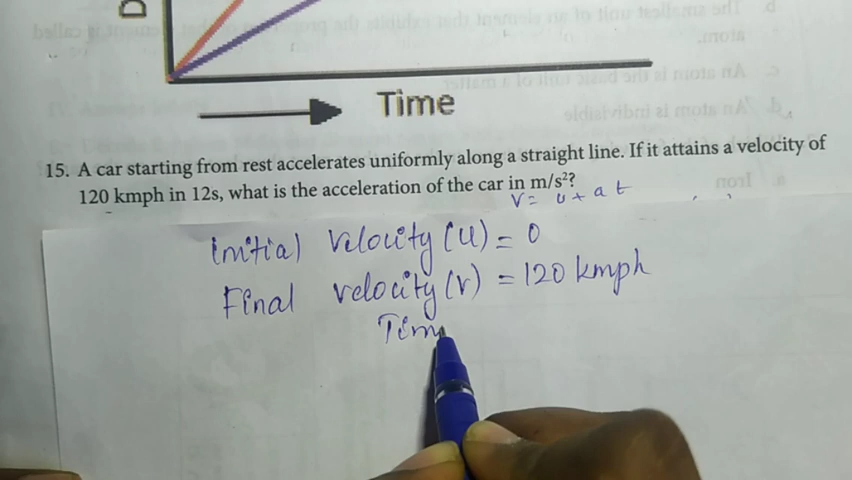 D
Time
15. A car starting from rest accelerates uniformly along a straight line. If it attains a velocity of
120 kmph in 12s, what is the acceleration of the car in m/s²?
v = u + a t
Initial velocity (u) = 0
Final velocity (v) = 120 kmph
Tim